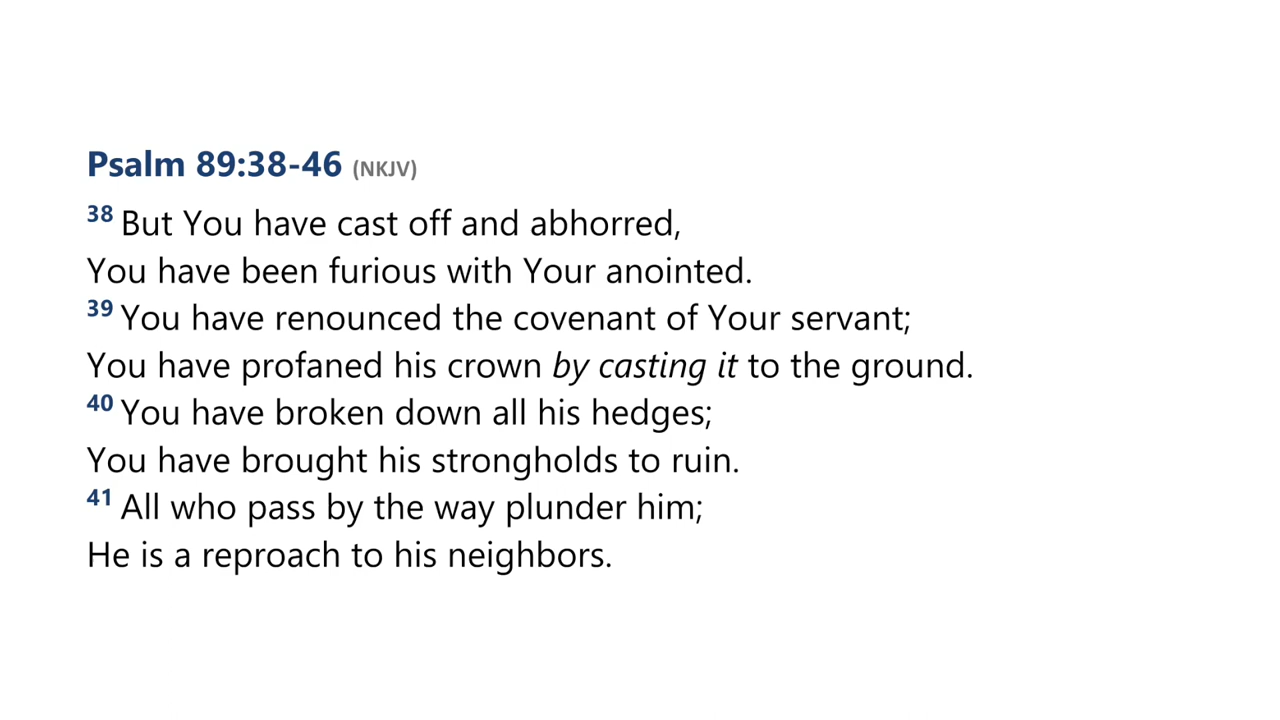 Psalm 89:38-46 (NKJV)
38 But You have cast off and abhorred,
You have been furious with Your anointed.
39 You have renounced the covenant of Your servant;
You have profaned his crown by casting it to the ground.
40 You have broken down all his hedges;
You have brought his strongholds to ruin.
41 All who pass by the way plunder him;
He is a reproach to his neighbors.